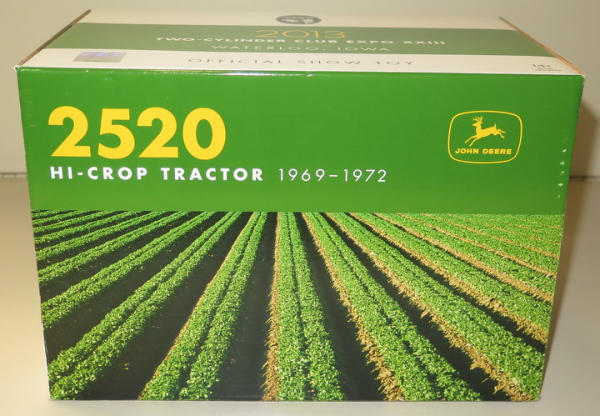 2013
TWO-CYLINDER CLUB EXPO XXIII
WATERLOO, IOWA
OFFICIAL SHOW TOY
14+
2520
HI-CROP TRACTOR 1969–1972
JOHN DEERE